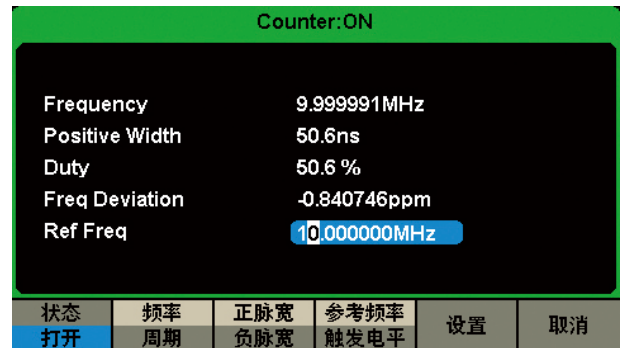 Counter:ON
Frequency 9.999991MHz
Positive Width 50.6ns
Duty 50.6 %
Freq Deviation -0.840746ppm
Ref Freq 10.000000MHz
状态 频率 正脉宽 参考频率 设置 取消
打开 周期 负脉宽 触发电平